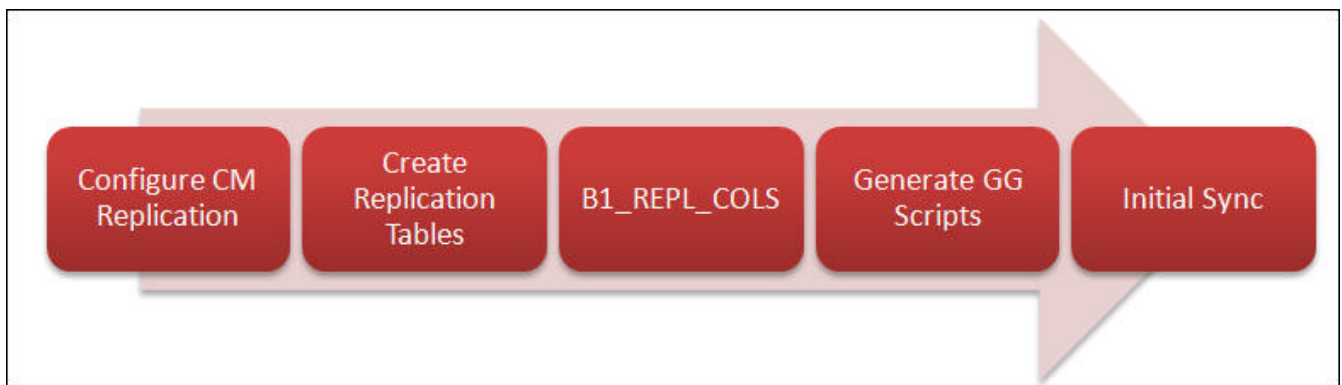 Configure CM
Replication
Create
Replication
Tables
B1_REPL_COLS
Generate GG
Scripts
Initial Sync